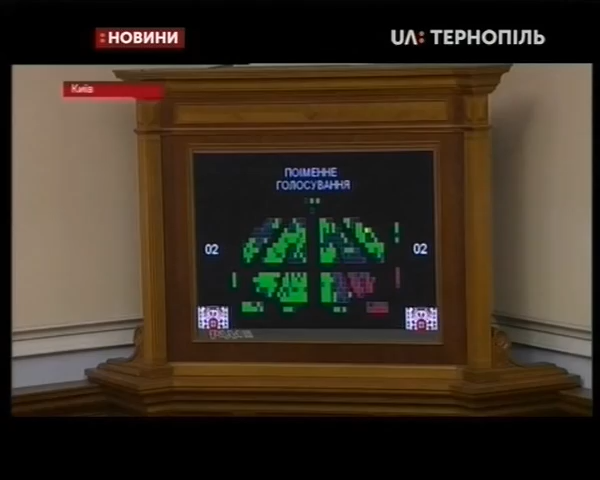 :НОВИНИ
UA: ТЕРНОПІЛЬ
Київ
ПОІМЕННЕ
ГОЛОСУВАННЯ
02 02